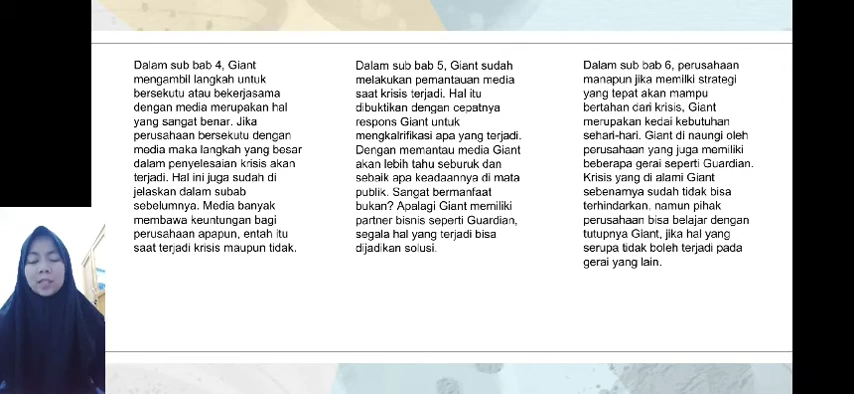 Dalam sub bab 4, Giant
mengambil langkah untuk
bersekutu atau bekerjasama
dengan media merupakan hal
yang sangat benar. Jika
perusahaan bersekutu dengan
media maka langkah yang besar
dalam penyelesaian krisis akan
terjadi. Hal ini juga sudah di
jelaskan dalam subab
sebelumnya. Media banyak
membawa keuntungan bagi
perusahaan apapun, entah itu
saat terjadi krisis maupun tidak.
Dalam sub bab 5, Giant sudah
melakukan pemantauan media
saat krisis terjadi. Hal itu
dibuktikan dengan cepatnya
respons Giant untuk
mengkalrifikasi apa yang terjadi.
Dengan memantau media Giant
akan lebih tahu seburuk dan
sebaik apa keadaannya di mata
publik. Sangat bermanfaat
bukan? Apalagi Giant memiliki
partner bisnis seperti Guardian,
segala hal yang terjadi bisa
dijadikan solusi.
Dalam sub bab 6, perusahaan
manapun jika memilki strategi
yang tepat akan mampu
bertahan dari krisis, Giant
merupakan kedai kebutuhan
sehari-hari. Giant di naungi oleh
perusahaan yang juga memiliki
beberapa gerai seperti Guardian.
Krisis yang di alami Giant
sebenarnya sudah tidak bisa
terhindarkan, namun pihak
perusahaan bisa belajar dengan
tutupnya Giant, jika hal yang
serupa tidak boleh terjadi pada
gerai yang lain.